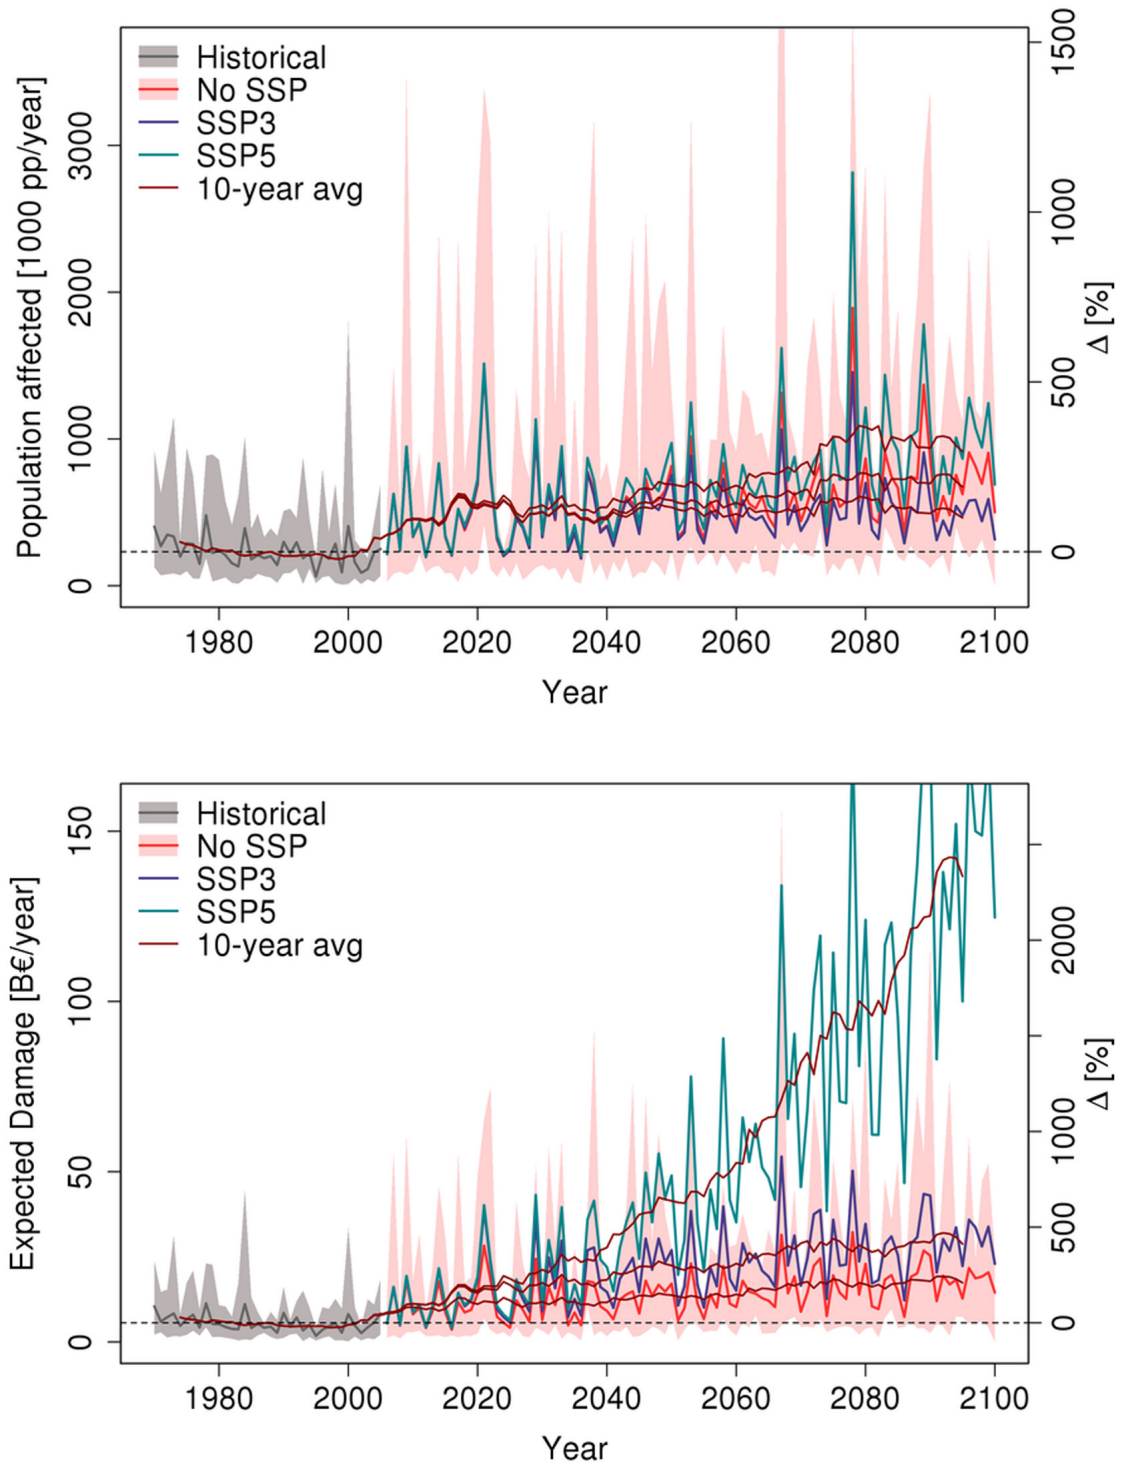 Population affected [1000 pp/year]
0
1000
2000
3000
Historical
No SSP
SSP3
SSP5
10-year avg
0
500
1000
1500
Δ [%]
1980
2000
2020
2040
2060
2080
2100
Year
Expected Damage [B€/year]
0
50
100
150
Historical
No SSP
SSP3
SSP5
10-year avg
0
500
1000
2000
Δ [%]
1980
2000
2020
2040
2060
2080
2100
Year